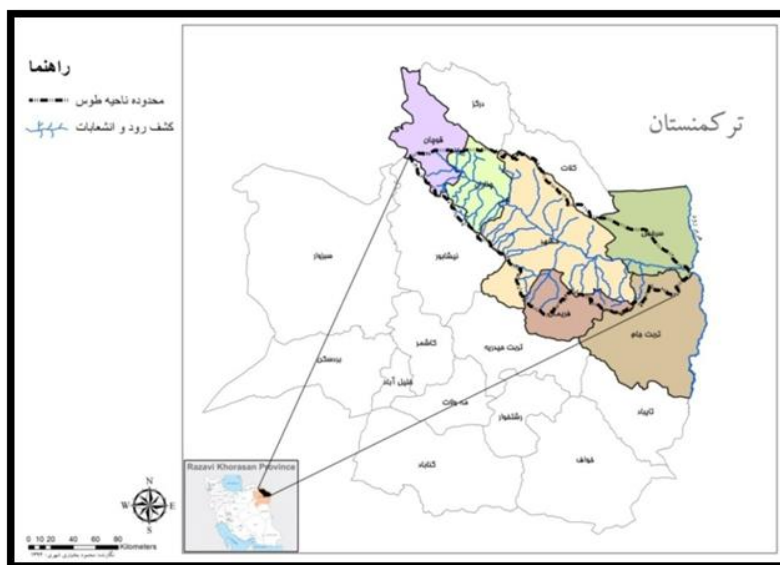 راهنما
محدوده ناحیه طوس
کشف رود و انشعابات
ترکمنستان
درگز
قوچان
کلات
سرخس
نیشابور
سبزوار
فریمان
تربت جام
کاشمر
تربت حیدریه
بردسکن
خلیل آباد
مه ولات
رشتخوار
تایباد
خواف
گناباد
Razavi Khorasan Province
N
W
E
S
0 10 20 40 60 80
Kilometers